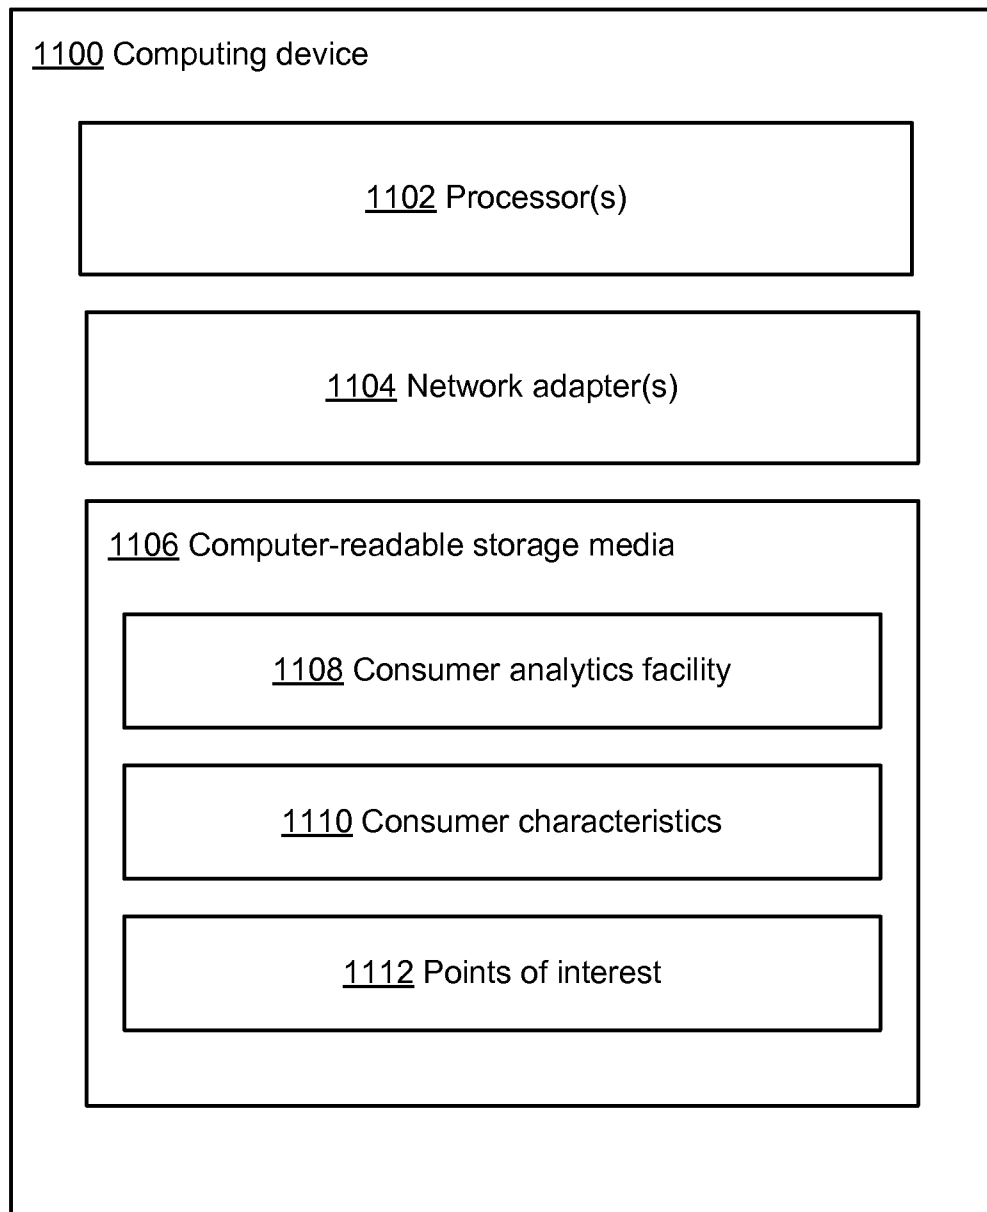 1100 Computing device
1102 Processor(s)
1104 Network adapter(s)
1106 Computer-readable storage media
1108 Consumer analytics facility
1110 Consumer characteristics
1112 Points of interest